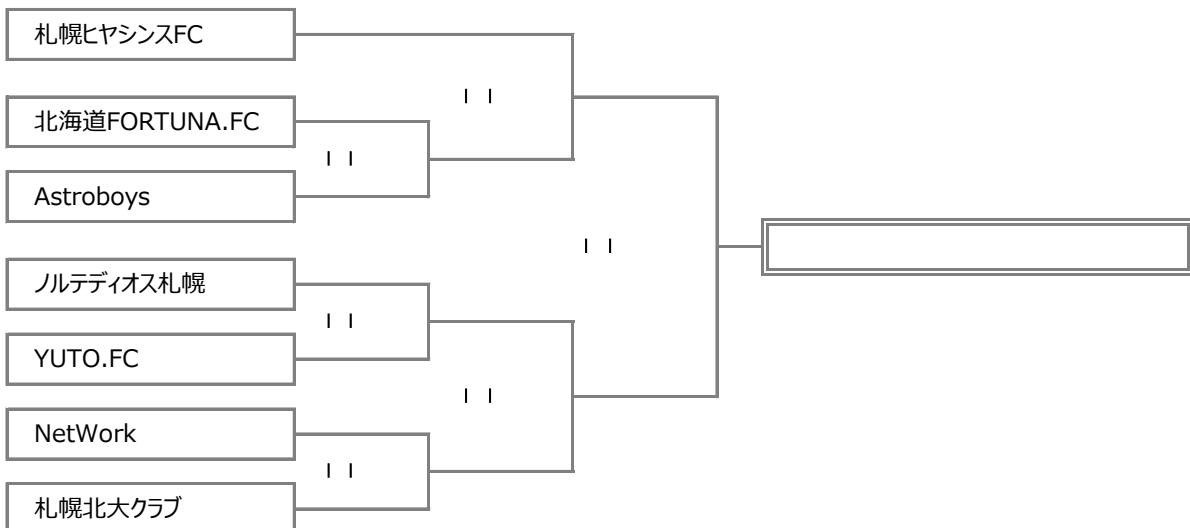 札幌ヒヤシンスFC
| |
北海道FORTUNA.FC
| |
Astroboys
| |
ノルテディオス札幌
| |
YUTO.FC
| |
NetWork
| |
札幌北大クラブ